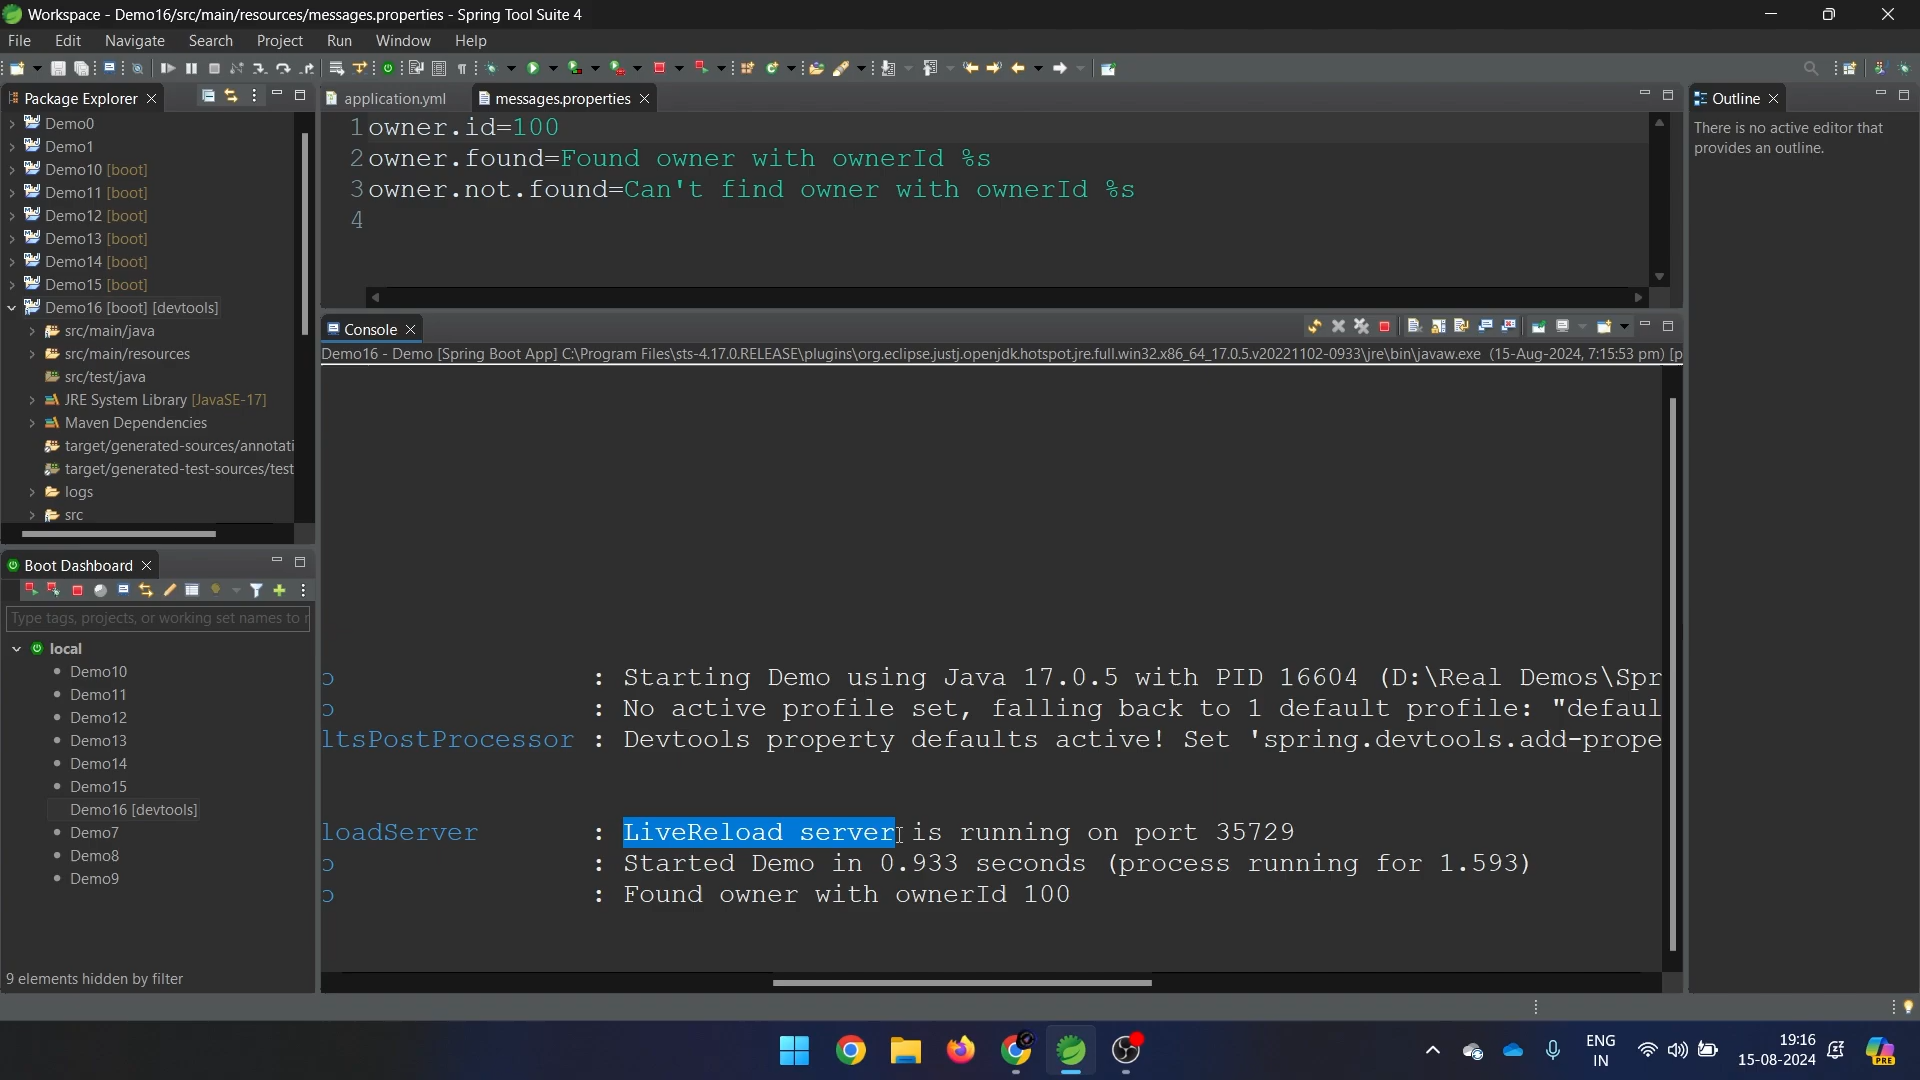 Workspace - Demo16/src/main/resources/messages.properties - Spring Tool Suite 4
File Edit Navigate Search Project Run Window Help
Package Explorer
Demo0
Demo1
Demo10 [boot]
Demo11 [boot]
Demo12 [boot]
Demo13 [boot]
Demo14 [boot]
Demo15 [boot]
Demo16 [boot] [devtools]
src/main/java
src/main/resources
src/test/java
JRE System Library [JavaSE-17]
Maven Dependencies
target/generated-sources/annotati
target/generated-test-sources/test
logs
src
Boot Dashboard
Type tags, projects, or working set names to r
local
Demo10
Demo11
Demo12
Demo13
Demo14
Demo15
Demo16 [devtools]
Demo7
Demo8
Demo9
9 elements hidden by filter
application.yml messages.properties
1 owner.id=100
2 owner.found=Found owner with ownerId %s
3 owner.not.found=Can't find owner with ownerId %s
4
Console
Demo16 - Demo [Spring Boot App] C:\Program Files\sts-4.17.0.RELEASE\plugins\org.eclipse.justj.openjdk.hotspot.jre.full.win32.x86_64_17.0.5.v20221102-0933\jre\bin\javaw.exe (15-Aug-2024, 7:15:53 pm) [p
o : Starting Demo using Java 17.0.5 with PID 16604 (D:\Real Demos\Spr
o : No active profile set, falling back to 1 default profile: "defaul
ltsPostProcessor : Devtools property defaults active! Set 'spring.devtools.add-prope
loadServer : LiveReload server is running on port 35729
o : Started Demo in 0.933 seconds (process running for 1.593)
o : Found owner with ownerId 100
Outline
There is no active editor that
provides an outline.
ENG
IN
19:16
15-08-2024
PRE